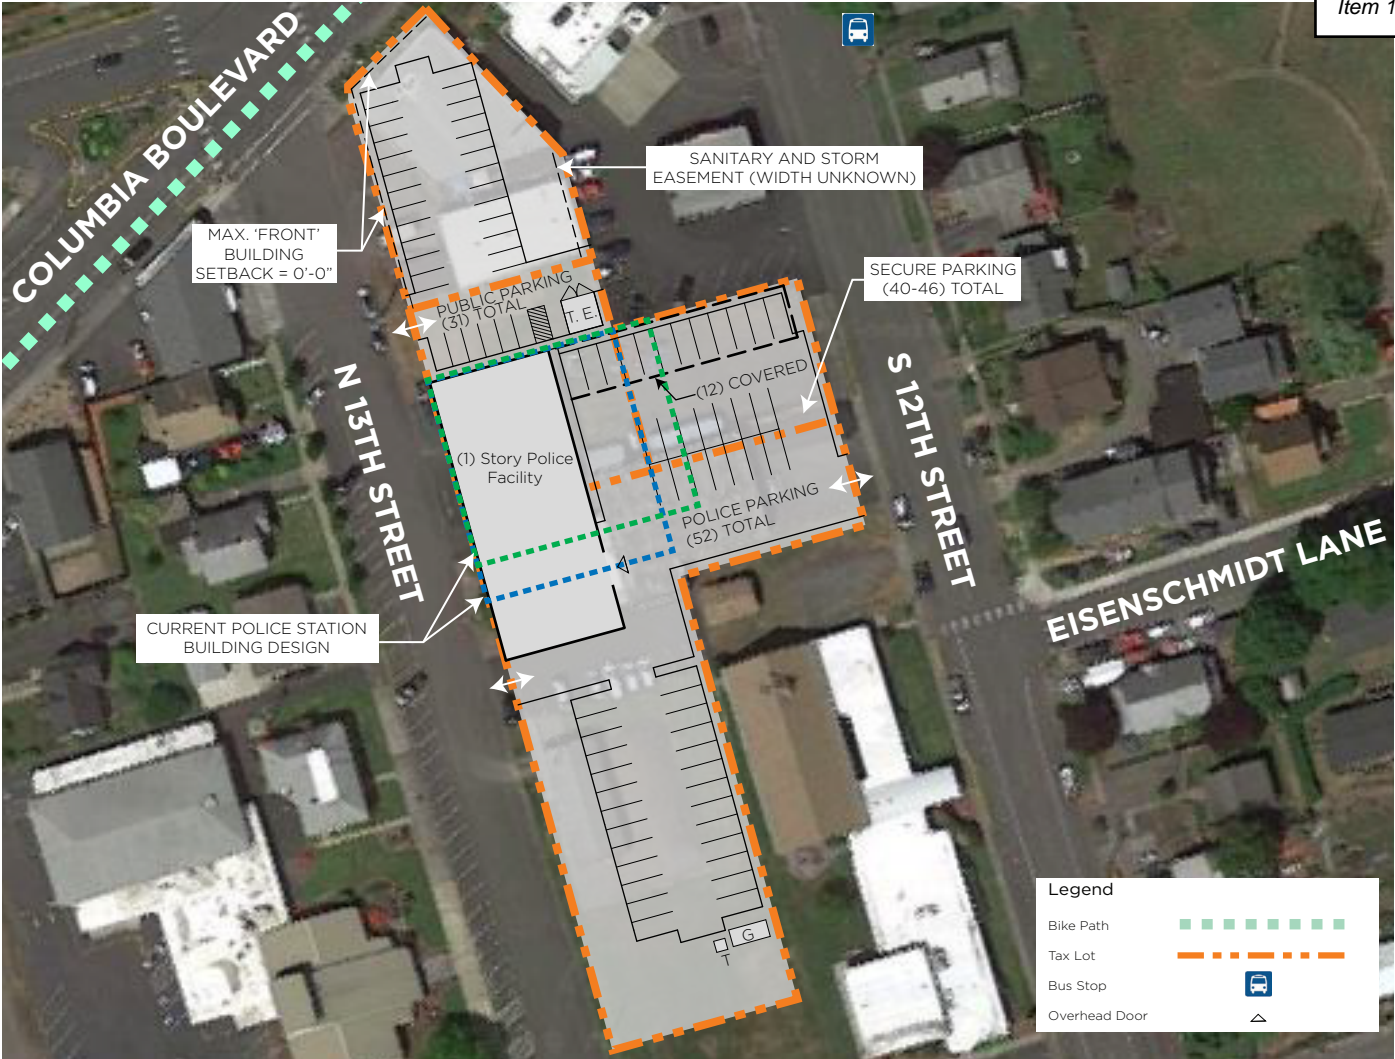 Item 1
COLUMBIA BOULEVARD
SANITARY AND STORM
EASEMENT (WIDTH UNKNOWN)
MAX. ‘FRONT’
BUILDING
SETBACK = 0’-0”
SECURE PARKING
(40-46) TOTAL
PUBLIC PARKING
(31) TOTAL
T. E.
(12) COVERED
N 13TH STREET
S 12TH STREET
(1) Story Police
Facility
POLICE PARKING
(52) TOTAL
EISENSCHMIDT LANE
CURRENT POLICE STATION
BUILDING DESIGN
G
T
Legend
Bike Path
Tax Lot
Bus Stop
Overhead Door